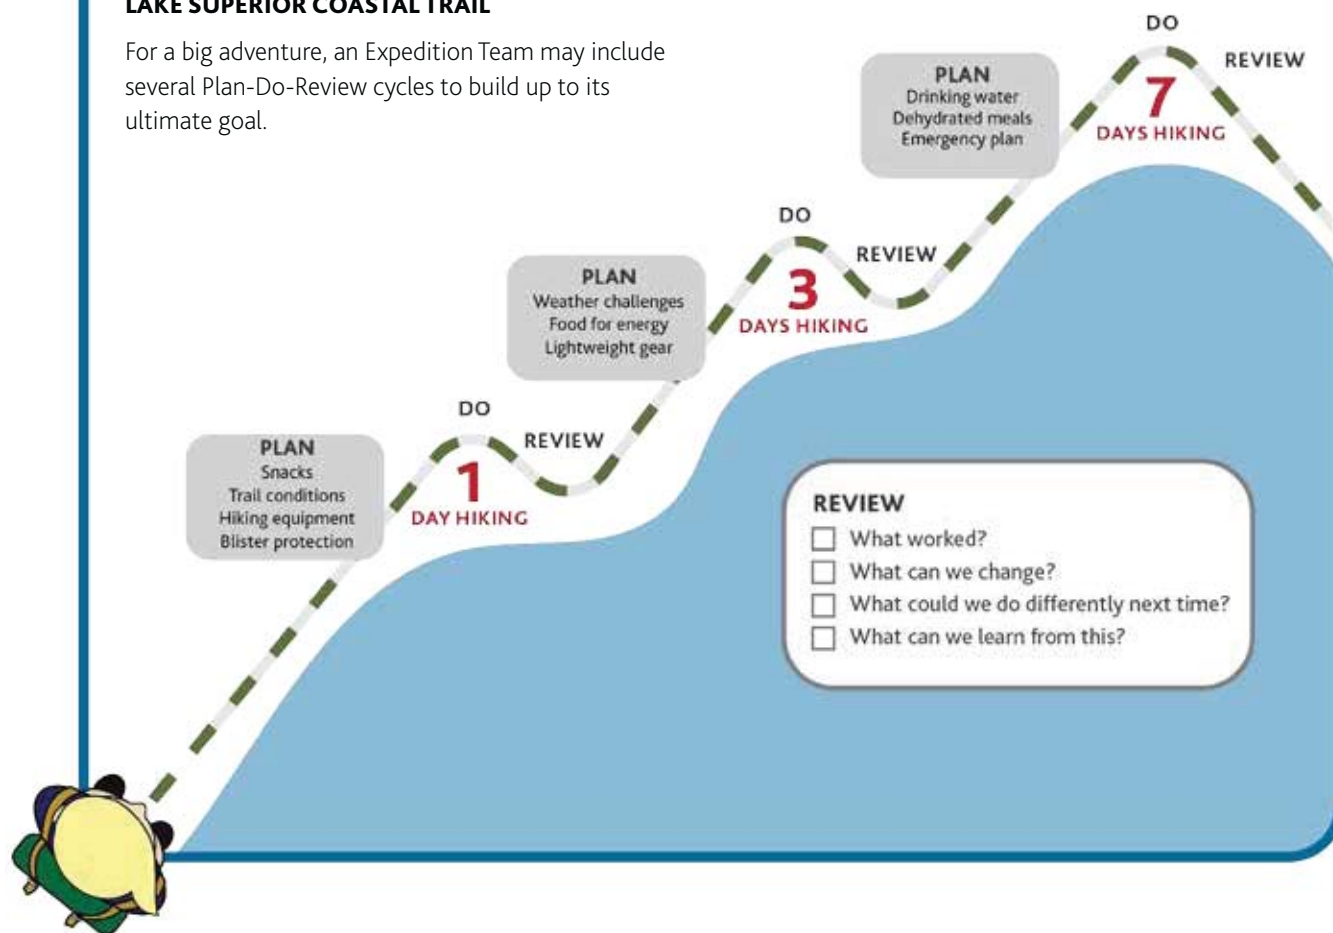 LAKE SUPERIOR COASTAL TRAIL
For a big adventure, an Expedition Team may include
several Plan-Do-Review cycles to build up to its
ultimate goal.
PLAN
Snacks
Trail conditions
Hiking equipment
Blister protection
DO
1
DAY HIKING
REVIEW
PLAN
Weather challenges
Food for energy
Lightweight gear
DO
3
DAYS HIKING
REVIEW
PLAN
Drinking water
Dehydrated meals
Emergency plan
DO
7
DAYS HIKING
REVIEW
REVIEW
What worked?
What can we change?
What could we do differently next time?
What can we learn from this?